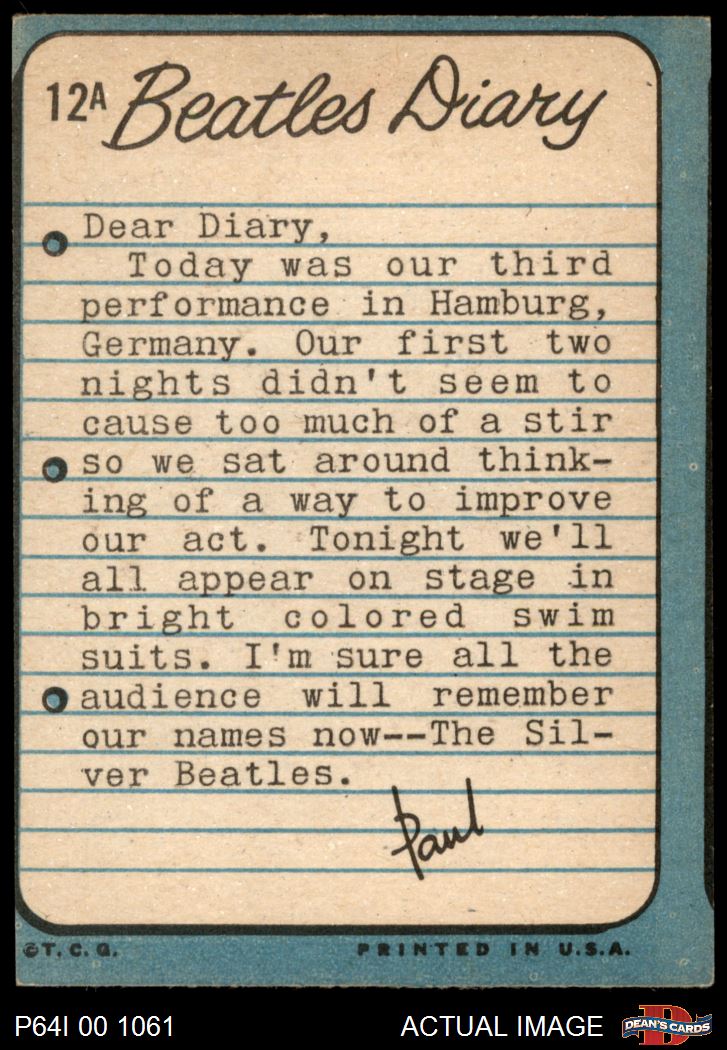 12A Beatles Diary
Dear Diary,
Today was our third
performance in Hamburg,
Germany. Our first two
nights didn't seem to
cause too much of a stir
so we sat around think-
ing of a way to improve
our act. Tonight we'll
all appear on stage in
bright colored swim
suits. I'm sure all the
audience will remember
our names now--The Sil-
ver Beatles.
Paul
©T.C.G. PRINTED IN U.S.A.
P64I 00 1061 ACTUAL IMAGE DEAN'S CARDS